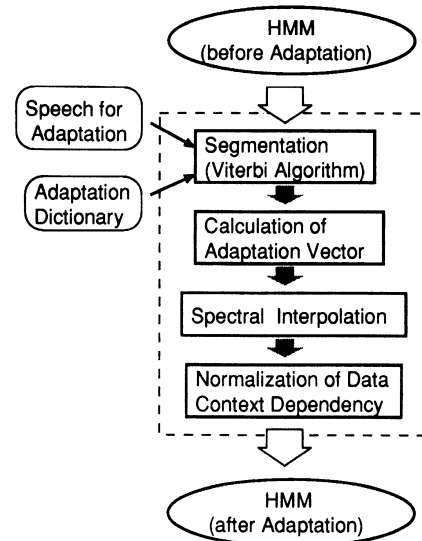 HMM
(before Adaptation)
Speech for
Adaptation
Adaptation
Dictionary
Segmentation
(Viterbi Algorithm)
Calculation of
Adaptation Vector
Spectral Interpolation
Normalization of Data
Context Dependency
HMM
(after Adaptation)